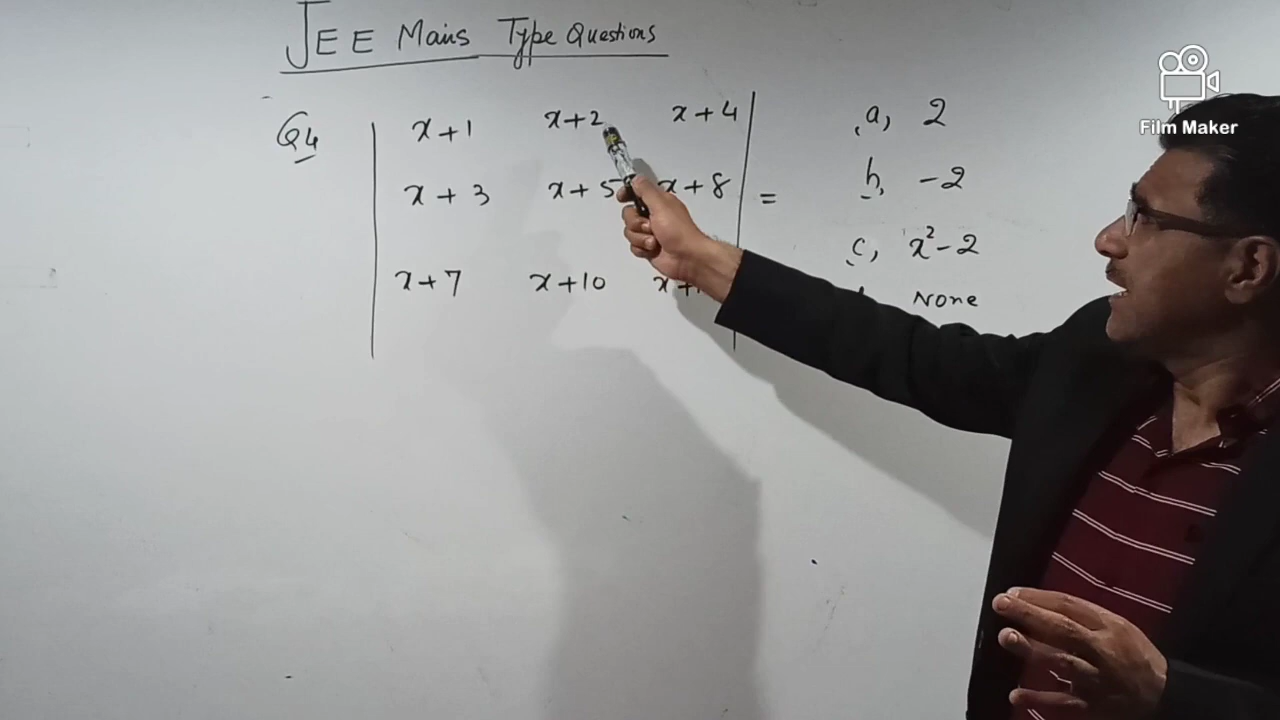 JEE Mains Type Questions
Q4 x+1 x+2 x+4 a, 2
x+3 x+5 x+8 = b, -2
c, x²-2
x+7 x+10 None
Film Maker